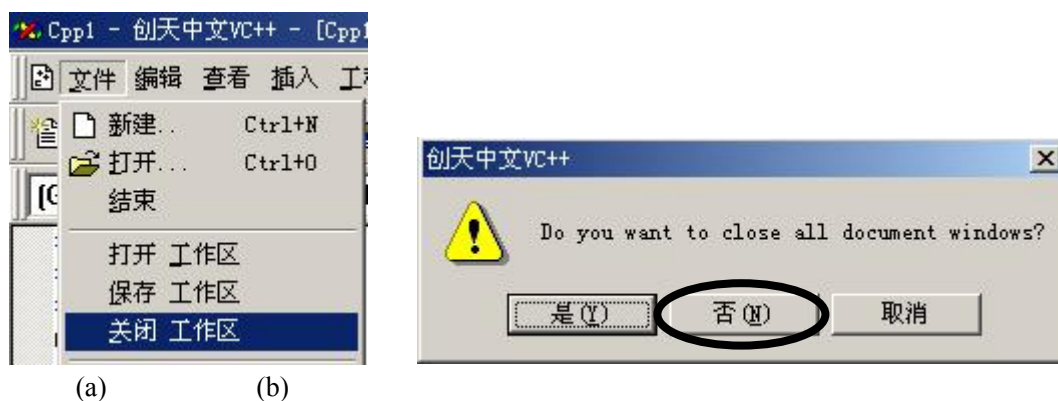 Cpp1 - 创天中文VC++ - [Cpp1
文件 编辑 查看 插入 工程
新建.. Ctrl+N
打开... Ctrl+O
结束
打开 工作区
保存 工作区
关闭 工作区
创天中文VC++
Do you want to close all document windows?
是(Y) 否(N) 取消
(a) (b)